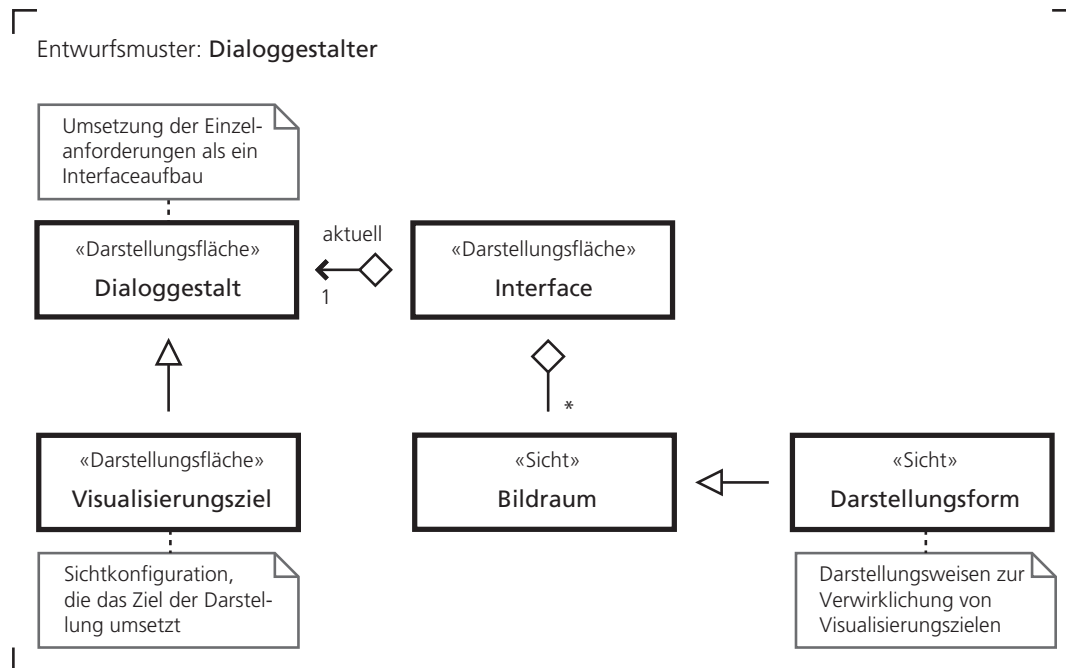 Entwurfsmuster: Dialoggestalter
Umsetzung der Einzel-
anforderungen als ein
Interfaceaufbau
«Darstellungsfläche»
Dialoggestalt
aktuell
1
«Darstellungsfläche»
Interface
*
«Darstellungsfläche»
Visualisierungsziel
«Sicht»
Bildraum
«Sicht»
Darstellungsform
Sichtkonfiguration,
die das Ziel der Darstel-
lung umsetzt
Darstellungsweisen zur
Verwirklichung von
Visualisierungszielen